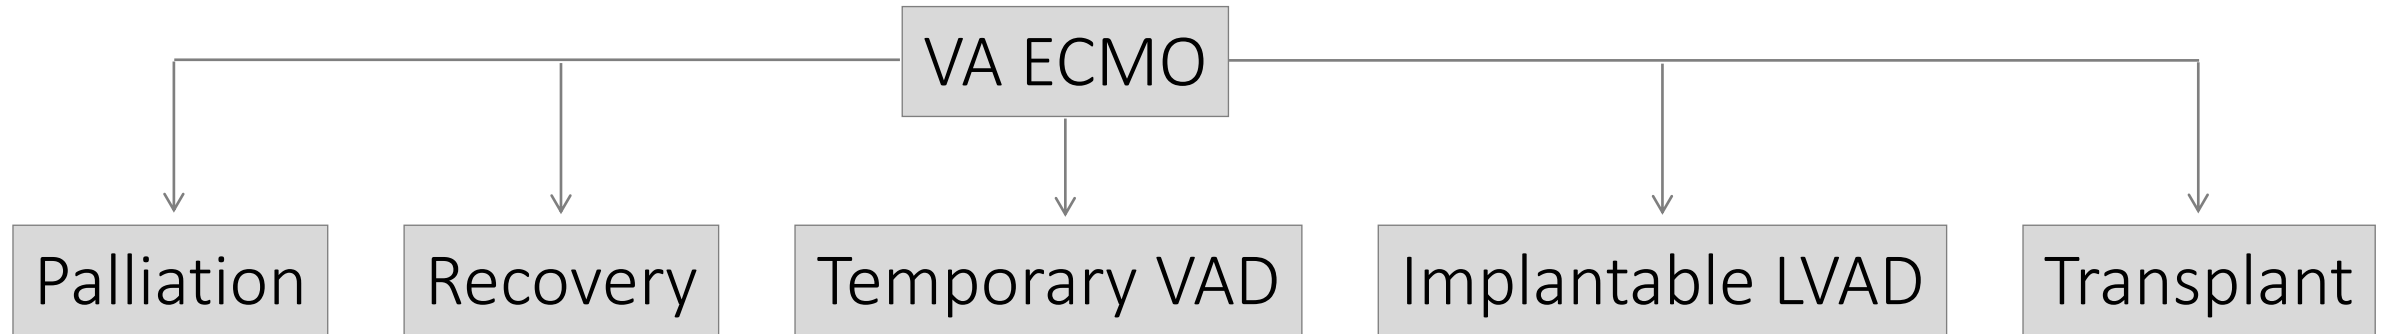 VA ECMO
Palliation
Recovery
Temporary VAD
Implantable LVAD
Transplant